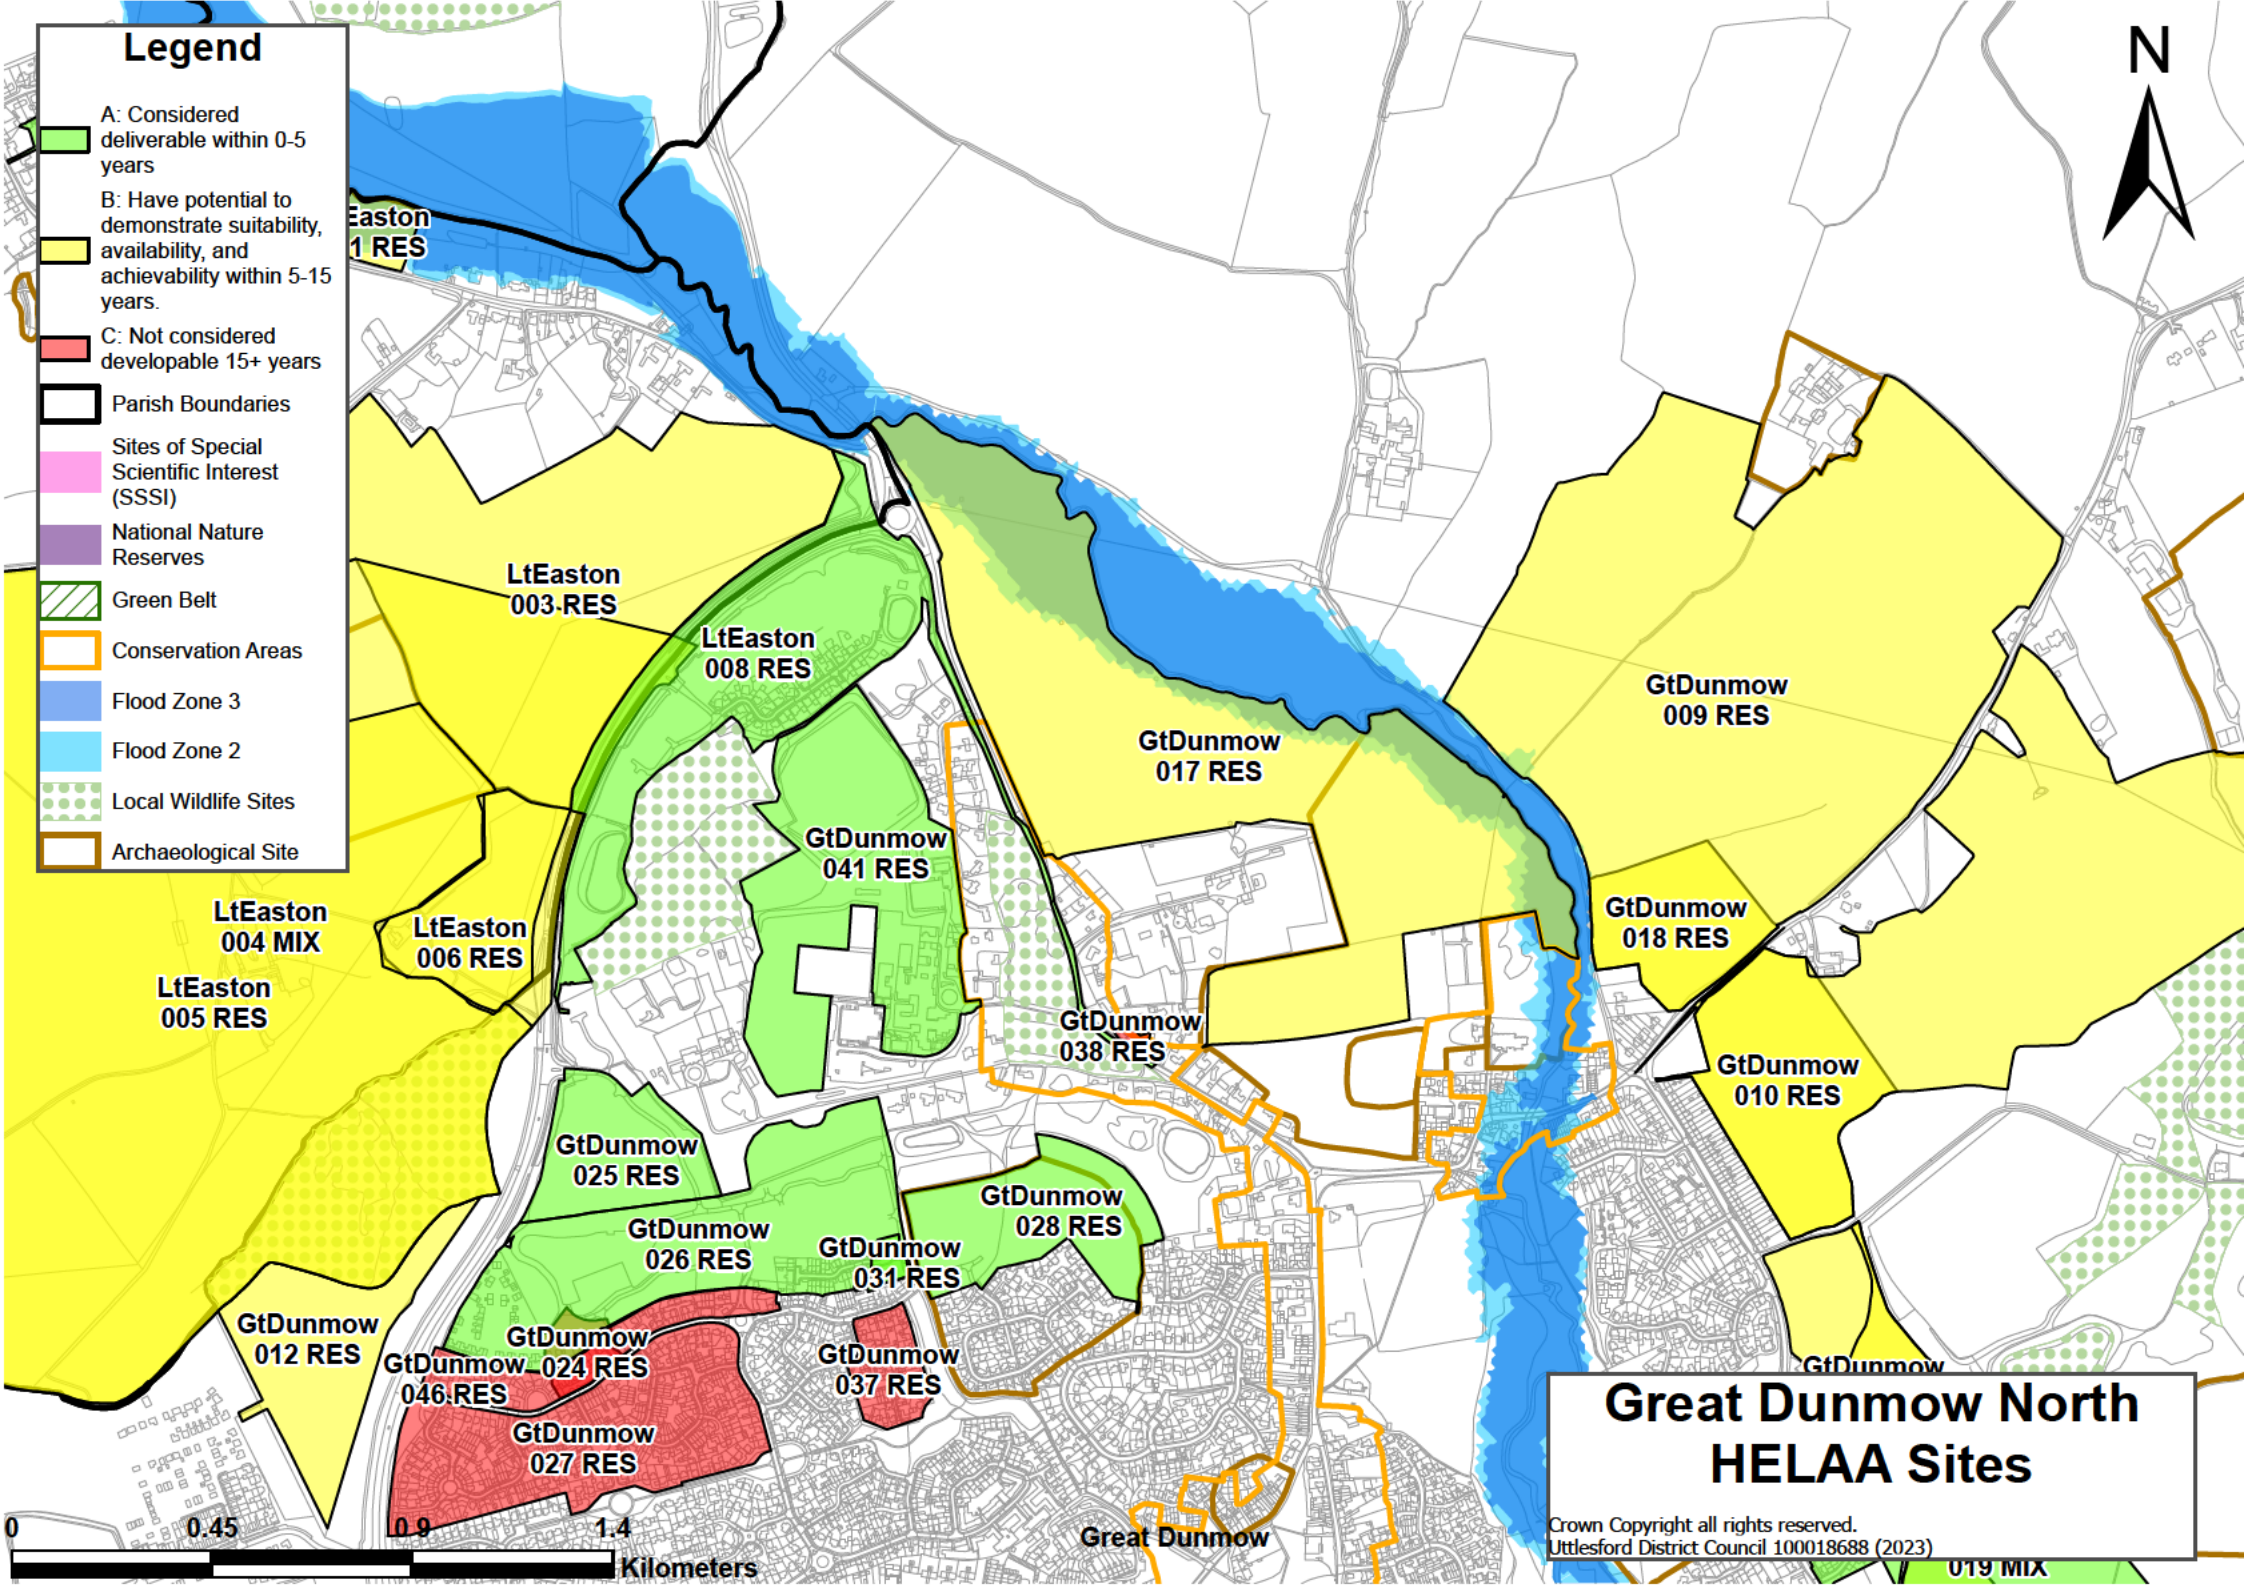 Legend
A: Considered
deliverable within 0-5
years
B: Have potential to
demonstrate suitability,
availability, and
achievability within 5-15
years.
C: Not considered
developable 15+ years
Parish Boundaries
Sites of Special
Scientific Interest
(SSSI)
National Nature
Reserves
Green Belt
Conservation Areas
Flood Zone 3
Flood Zone 2
Local Wildlife Sites
Archaeological Site
N
Easton
1 RES
LtEaston
003 RES
LtEaston
008 RES
GtDunmow
009 RES
GtDunmow
017 RES
GtDunmow
041 RES
LtEaston
004 MIX
LtEaston
006 RES
GtDunmow
018 RES
LtEaston
005 RES
GtDunmow
038 RES
GtDunmow
010 RES
GtDunmow
025 RES
GtDunmow
028 RES
GtDunmow
026 RES
GtDunmow
031 RES
GtDunmow
012 RES
GtDunmow
024 RES
GtDunmow
046 RES
GtDunmow
037 RES
GtDunmow
027 RES
GtDunmow
Great Dunmow
Great Dunmow North
HELAA Sites
Crown Copyright all rights reserved.
Uttlesford District Council 100018688 (2023)
019 MIX
0 0.45 0.9 1.4
Kilometers